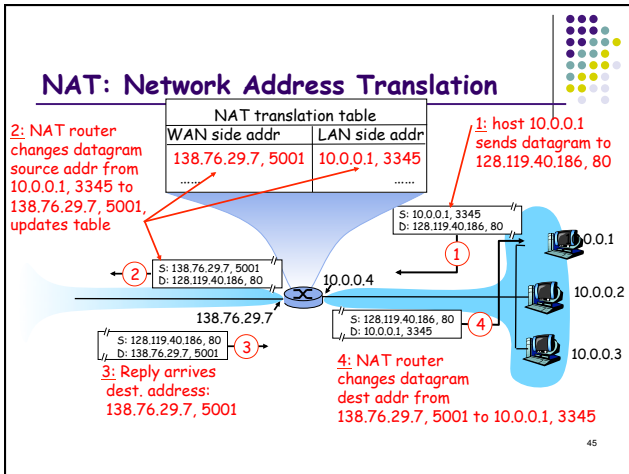 NAT: Network Address Translation
NAT translation table
WAN side addr LAN side addr
138.76.29.7, 5001 10.0.0.1, 3345
...... ......
2: NAT router
changes datagram
source addr from
10.0.0.1, 3345 to
138.76.29.7, 5001,
updates table
1: host 10.0.0.1
sends datagram to
128.119.40.186, 80
S: 10.0.0.1, 3345
D: 128.119.40.186, 80
1
0.0.1
S: 138.76.29.7, 5001
D: 128.119.40.186, 80
2
10.0.0.4
10.0.0.2
138.76.29.7
S: 128.119.40.186, 80
D: 10.0.0.1, 3345
4
S: 128.119.40.186, 80
D: 138.76.29.7, 5001
3
10.0.0.3
3: Reply arrives
dest. address:
138.76.29.7, 5001
4: NAT router
changes datagram
dest addr from
138.76.29.7, 5001 to 10.0.0.1, 3345
45